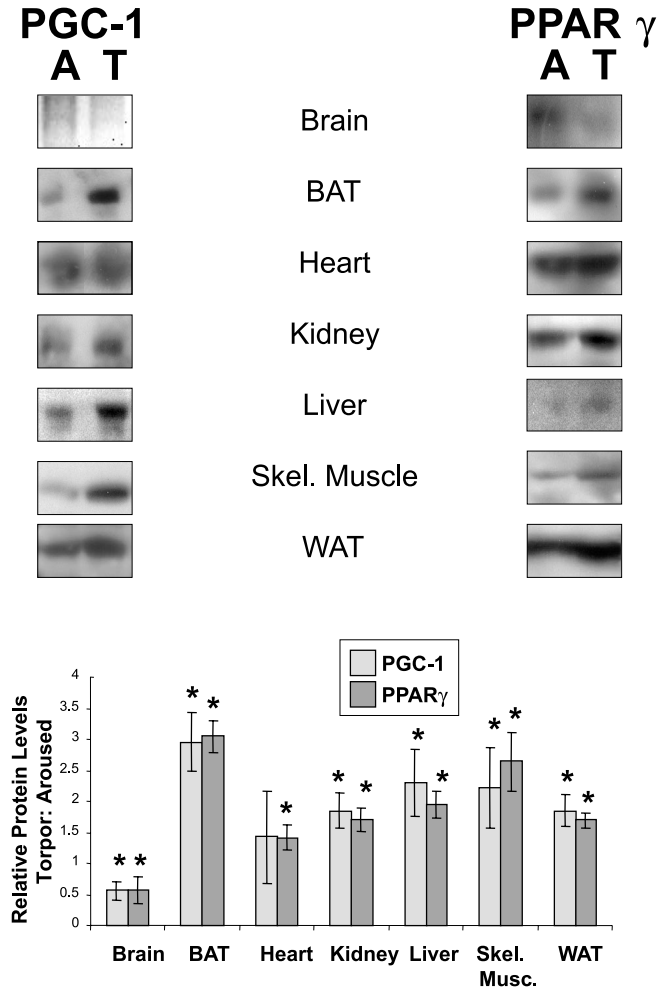 PGC-1 PPAR γ
A T A T
Brain
BAT
Heart
Kidney
Liver
Skel. Muscle
WAT
PGC-1
PPARγ
Relative Protein Levels
Torpor: Aroused
4
3.5
3
2.5
2
1.5
1
0.5
0
* * * * * * * * * * * * *
Brain BAT Heart Kidney Liver Skel. WAT
Musc.